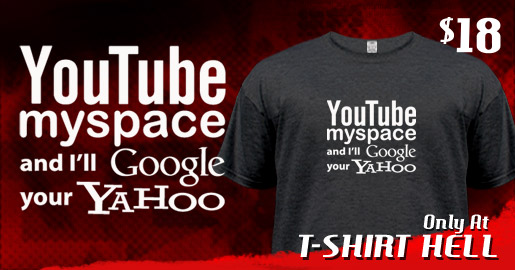 YouTube
myspace
and I'll Google
your YAHOO
$18
YouTube
myspace
and I'll Google
your YAHOO
Only At
T-SHIRT HELL